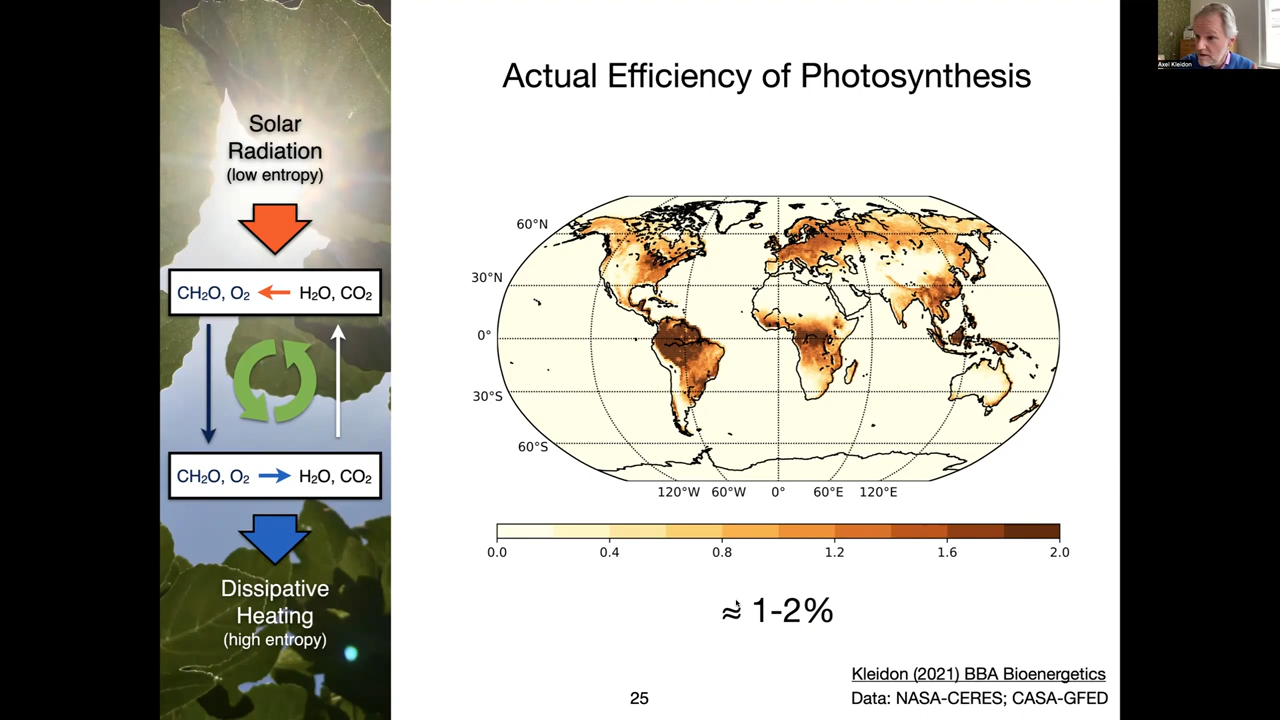 Axel Kleidon
Actual Efficiency of Photosynthesis
Solar
Radiation
(low entropy)
CH₂O, O₂ ← H₂O, CO₂
CH₂O, O₂ → H₂O, CO₂
Dissipative
Heating
(high entropy)
60°N
30°N
0°
30°S
60°S
120°W 60°W 0° 60°E 120°E
0.0 0.4 0.8 1.2 1.6 2.0
≈ 1-2%
Kleidon (2021) BBA Bioenergetics
25 Data: NASA-CERES; CASA-GFED